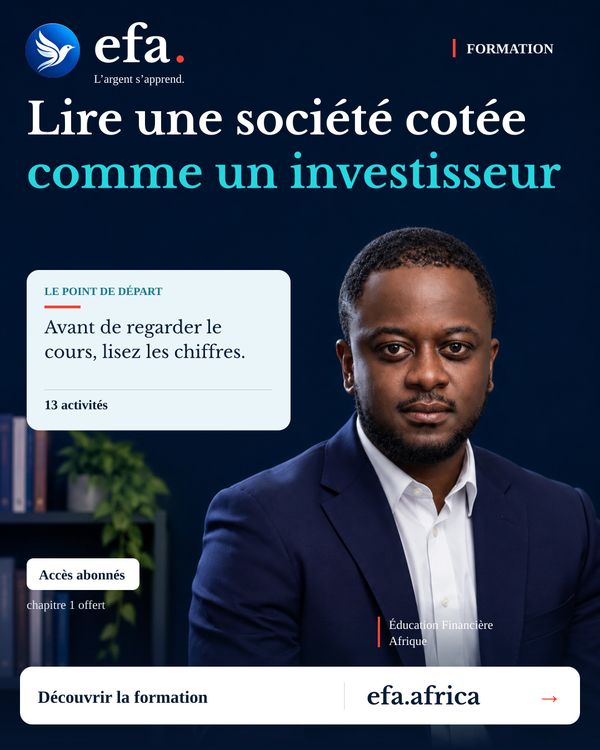 efa.
L’argent s’apprend.
FORMATION
Lire une société cotée
comme un investisseur
LE POINT DE DÉPART
Avant de regarder le
cours, lisez les chiffres.
13 activités
Accès abonnés
chapitre 1 offert
Éducation Financière
Afrique
Découvrir la formation
efa.africa →